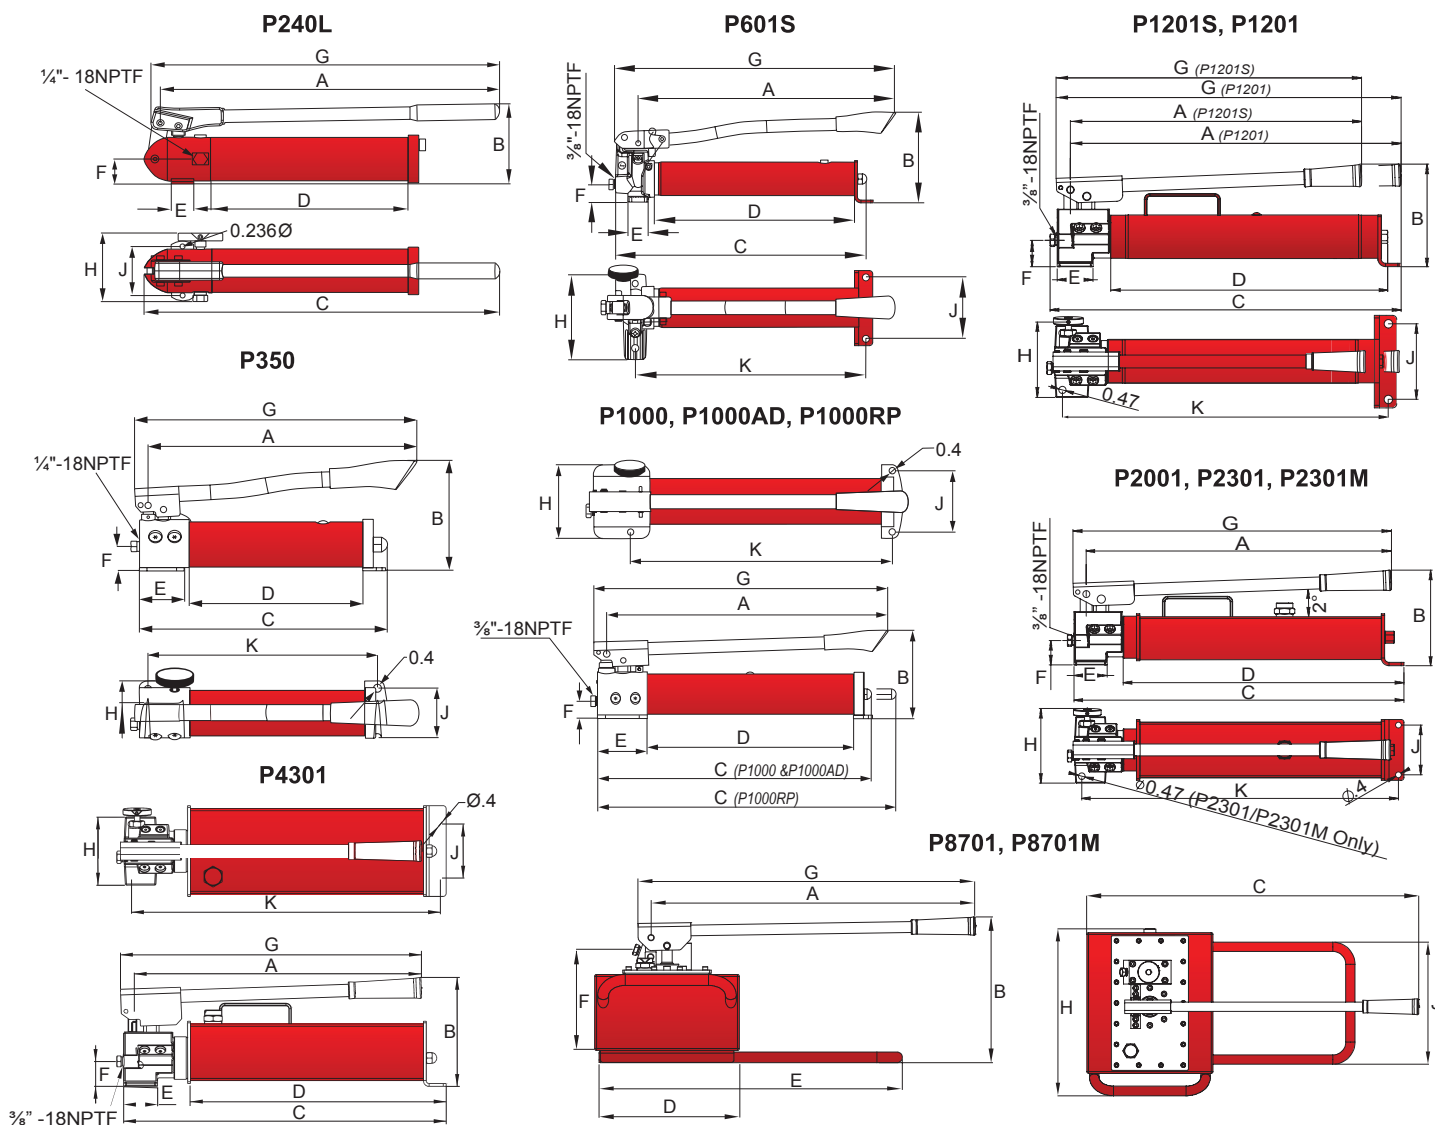 P240L
G
¼"- 18NPTF
A
B
F
E
D
0.236Ø
H
J
C
P601S
G
A
⅜"-18NPTF
B
F
E
D
C
H
J
K
P1201S, P1201
G (P1201S)
G (P1201)
A (P1201S)
A (P1201)
⅜"-18NPTF
B
F
E
D
C
H
J
0.47
K
P350
G
A
¼"-18NPTF
B
F
E
D
C
K
0.4
H
J
P1000, P1000AD, P1000RP
0.4
H
J
K
G
A
⅜"-18NPTF
B
F
E
D
C (P1000 &P1000AD)
C (P1000RP)
P2001, P2301, P2301M
G
A
⅜" -18NPTF
2°
B
F
E
D
C
H
J
K
Ø.4
Ø0.47 (P2301/P2301M Only)
P4301
Ø.4
H
J
K
G
A
B
F
E
D
C
⅜” -18NPTF
P8701, P8701M
G
A
F
B
E
D
C
H
J